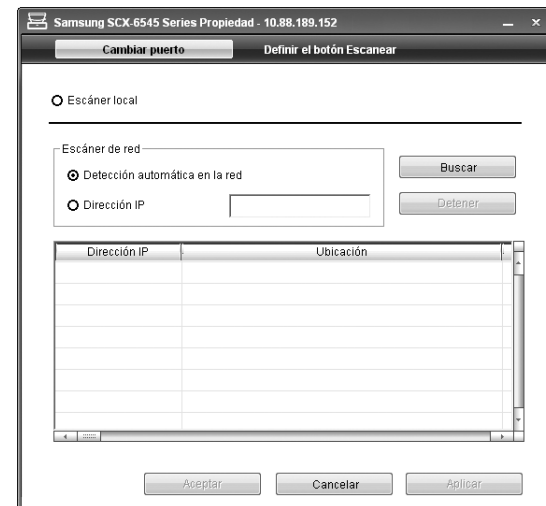 Samsung SCX-6545 Series Propiedad - 10.88.189.152
Cambiar puerto Definir el botón Escanear
Escáner local
Escáner de red
Detección automática en la red
Buscar
Dirección IP
Detener
Dirección IP Ubicación
Aceptar Cancelar Aplicar